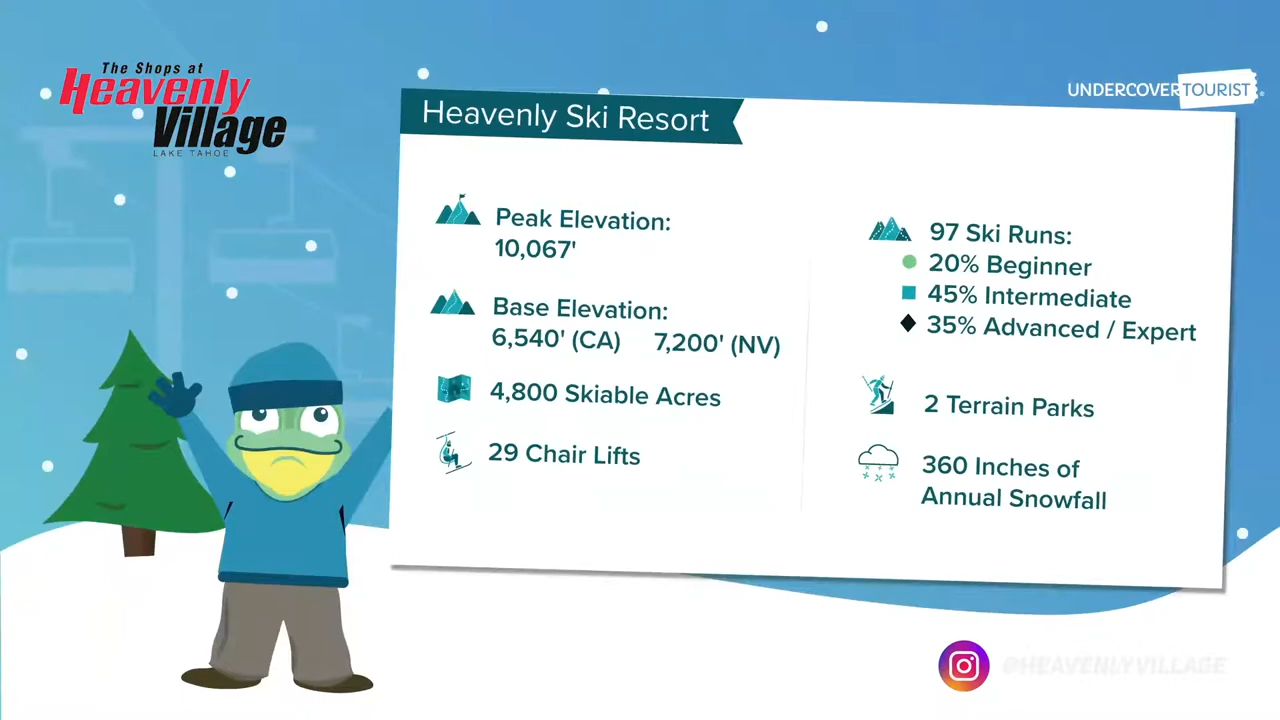 The Shops at
Heavenly
Village
LAKE TAHOE
UNDERCOVERTOURIST
Heavenly Ski Resort
Peak Elevation:
10,067'
Base Elevation:
6,540' (CA) 7,200' (NV)
4,800 Skiable Acres
29 Chair Lifts
97 Ski Runs:
20% Beginner
45% Intermediate
35% Advanced / Expert
2 Terrain Parks
360 Inches of
Annual Snowfall
@HEAVENLYVILLAGE